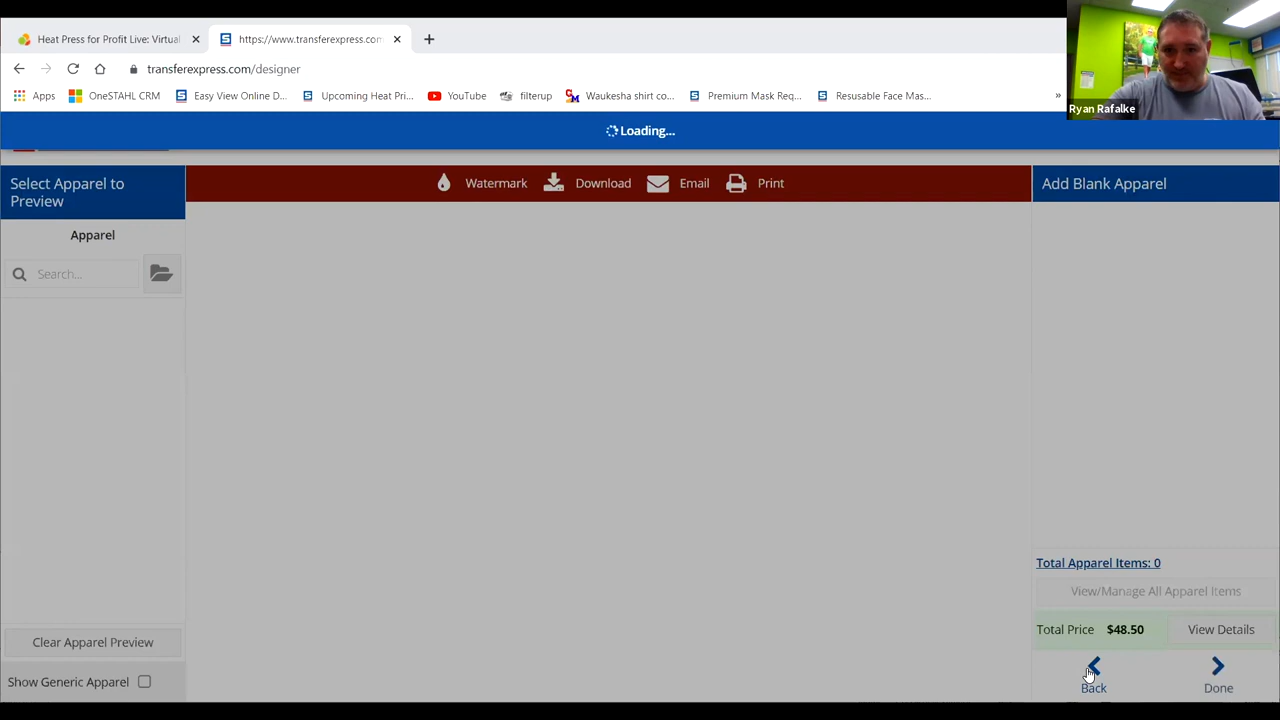 Heat Press for Profit Live: Virtual
https://www.transferexpress.com
transferexpress.com/designer
Apps
OneSTAHL CRM
Easy View Online D...
Upcoming Heat Pri...
YouTube
filterup
Waukesha shirt co...
Premium Mask Req...
Resusable Face Mas...
»
Ryan Rafalke
Loading...
Select Apparel to
Preview
Watermark
Download
Email
Print
Add Blank Apparel
Apparel
Search...
Total Apparel Items: 0
View/Manage All Apparel Items
Total Price $48.50
View Details
Clear Apparel Preview
Show Generic Apparel
Back
Done